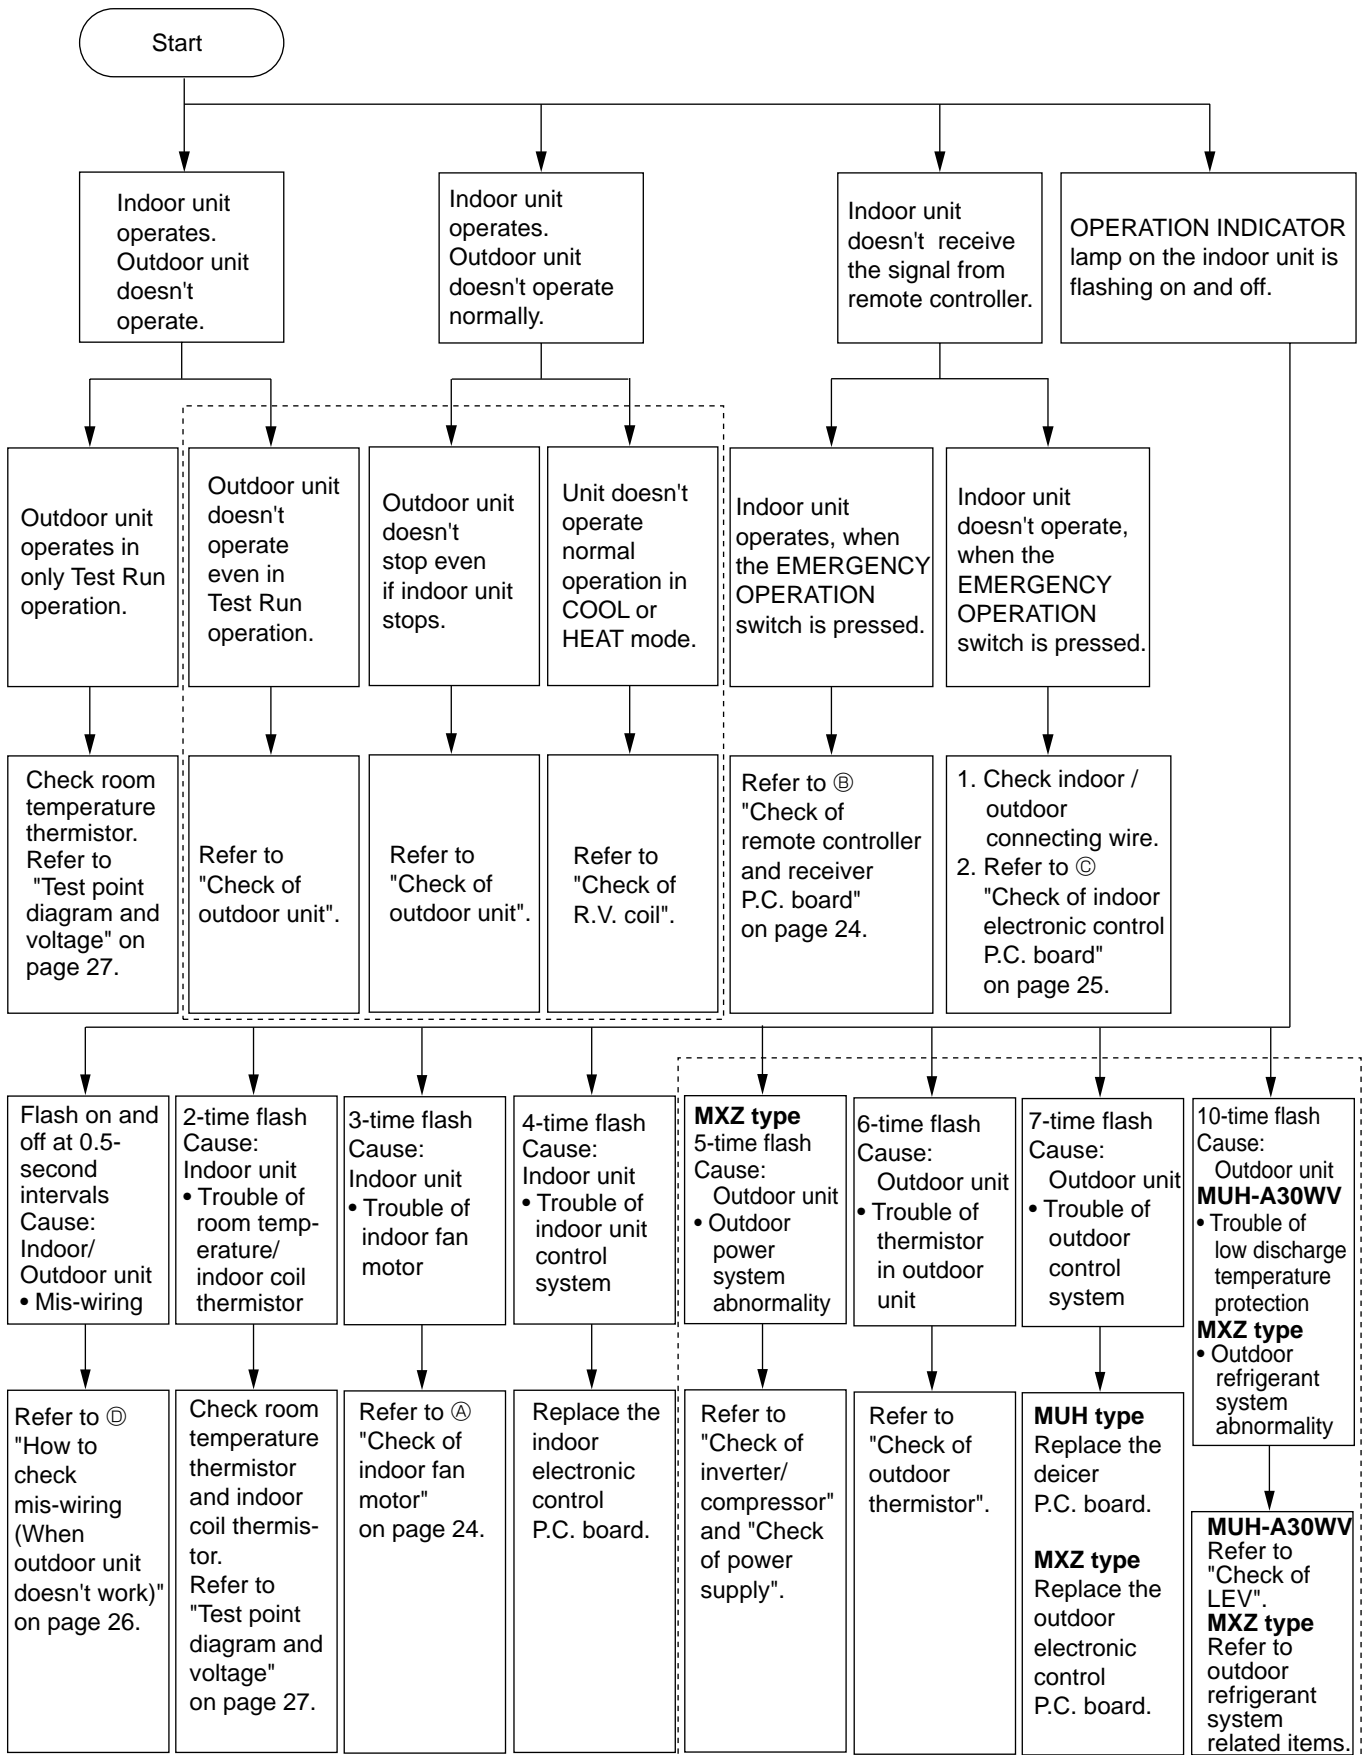 Start
Indoor unit
operates.
Outdoor unit
doesn't
operate.
Indoor unit
operates.
Outdoor unit
doesn't operate
normally.
Indoor unit
doesn't receive
the signal from
remote controller.
OPERATION INDICATOR
lamp on the indoor unit is
flashing on and off.
Outdoor unit
operates in
only Test Run
operation.
Outdoor unit
doesn't
operate
even in
Test Run
operation.
Outdoor unit
doesn't
stop even
if indoor unit
stops.
Unit doesn't
operate
normal
operation in
COOL or
HEAT mode.
Indoor unit
operates, when
the EMERGENCY
OPERATION
switch is pressed.
Indoor unit
doesn't operate,
when the
EMERGENCY
OPERATION
switch is pressed.
Check room
temperature
thermistor.
Refer to
"Test point
diagram and
voltage" on
page 27.
Refer to
"Check of
outdoor unit".
Refer to
"Check of
outdoor unit".
Refer to
"Check of
R.V. coil".
Refer to Ⓑ
"Check of
remote controller
and receiver
P.C. board"
on page 24.
1. Check indoor /
outdoor
connecting wire.
2. Refer to Ⓒ
"Check of indoor
electronic control
P.C. board"
on page 25.
Flash on and
off at 0.5-
second
intervals
Cause:
Indoor/
Outdoor unit
• Mis-wiring
2-time flash
Cause:
Indoor unit
• Trouble of
room temp-
erature/
indoor coil
thermistor
3-time flash
Cause:
Indoor unit
• Trouble of
indoor fan
motor
4-time flash
Cause:
Indoor unit
• Trouble of
indoor unit
control
system
MXZ type
5-time flash
Cause:
Outdoor unit
• Outdoor
power
system
abnormality
6-time flash
Cause:
Outdoor unit
• Trouble of
thermistor
in outdoor
unit
7-time flash
Cause:
Outdoor unit
• Trouble of
outdoor
control
system
10-time flash
Cause:
Outdoor unit
MUH-A30WV
• Trouble of
low discharge
temperature
protection
MXZ type
• Outdoor
refrigerant
system
abnormality
Refer to Ⓓ
"How to
check
mis-wiring
(When
outdoor unit
doesn't work)"
on page 26.
Check room
temperature
thermistor
and indoor
coil thermis-
tor.
Refer to
"Test point
diagram and
voltage"
on page 27.
Refer to Ⓐ
"Check of
indoor fan
motor"
on page 24.
Replace the
indoor
electronic
control
P.C. board.
Refer to
"Check of
inverter/
compressor"
and "Check
of power
supply".
Refer to
"Check of
outdoor
thermistor".
MUH type
Replace the
deicer
P.C. board.
MXZ type
Replace the
outdoor
electronic
control
P.C. board.
MUH-A30WV
Refer to
"Check of
LEV".
MXZ type
Refer to
outdoor
refrigerant
system
related items.